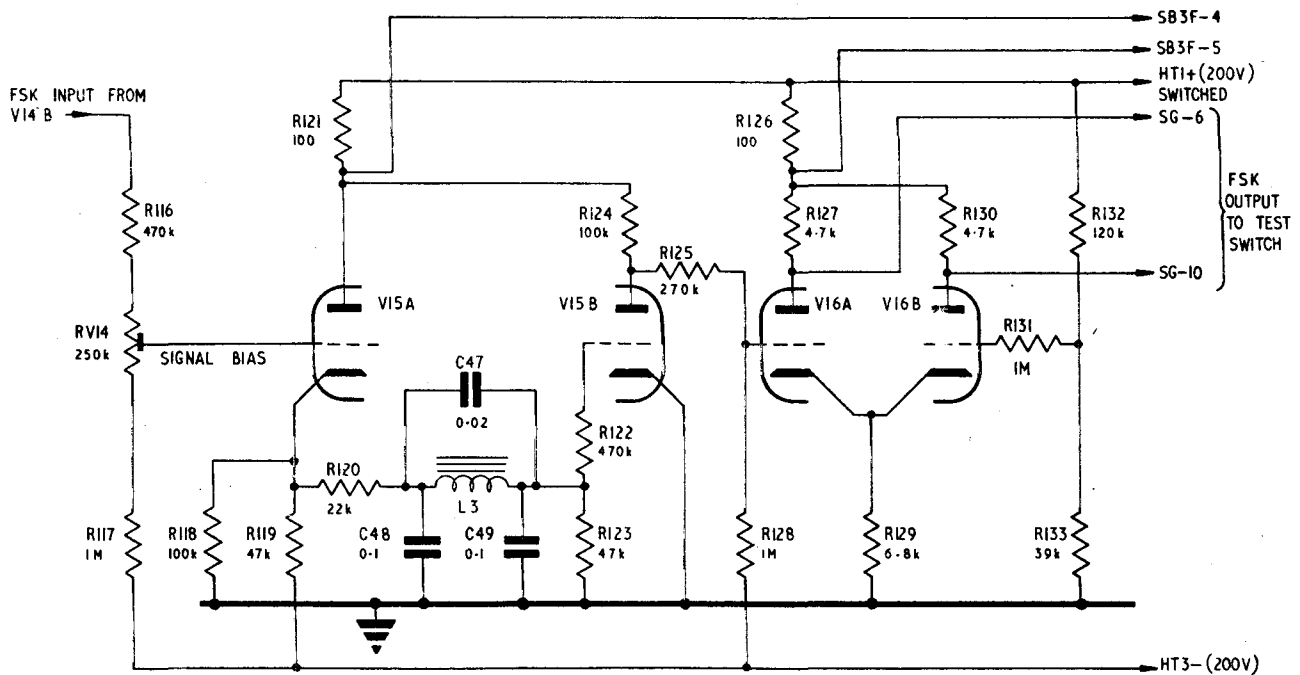 SB3F-4
SB3F-5
HT1+(200V)
SWITCHED
SG-6
FSK INPUT FROM
V14 B
R121
100
R126
100
FSK
OUTPUT
TO TEST
SWITCH
R116
470k
R124
100k
R125
270k
R127
4·7k
R130
4·7k
R132
120k
SG-10
V15A
V15B
V16A
V16B
RV14
250k
SIGNAL BIAS
R131
1M
C47
0·02
R122
470k
R120
22k
L3
R117
1M
R118
100k
R119
47k
C48
0·1
C49
0·1
R123
47k
R128
1M
R129
6·8k
R133
39k
HT3-(200V)